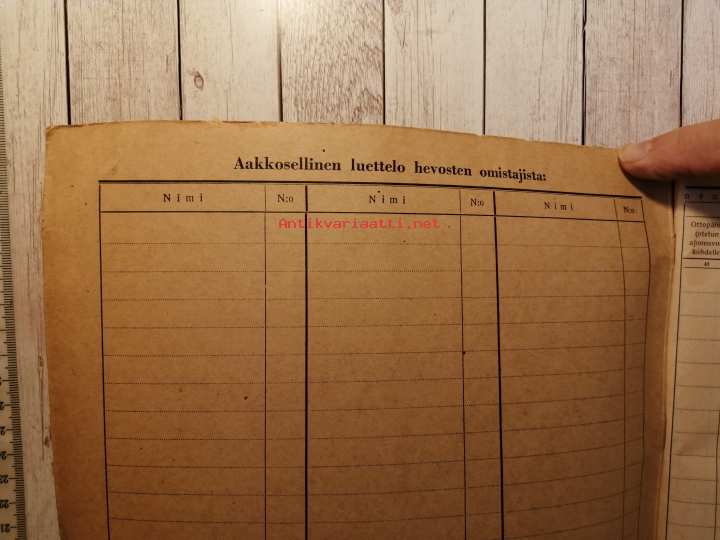 Aakkosellinen luettelo hevosten omistajista:
Nimi N:o Nimi N:o Nimi N:o
Antikvariaatti.net